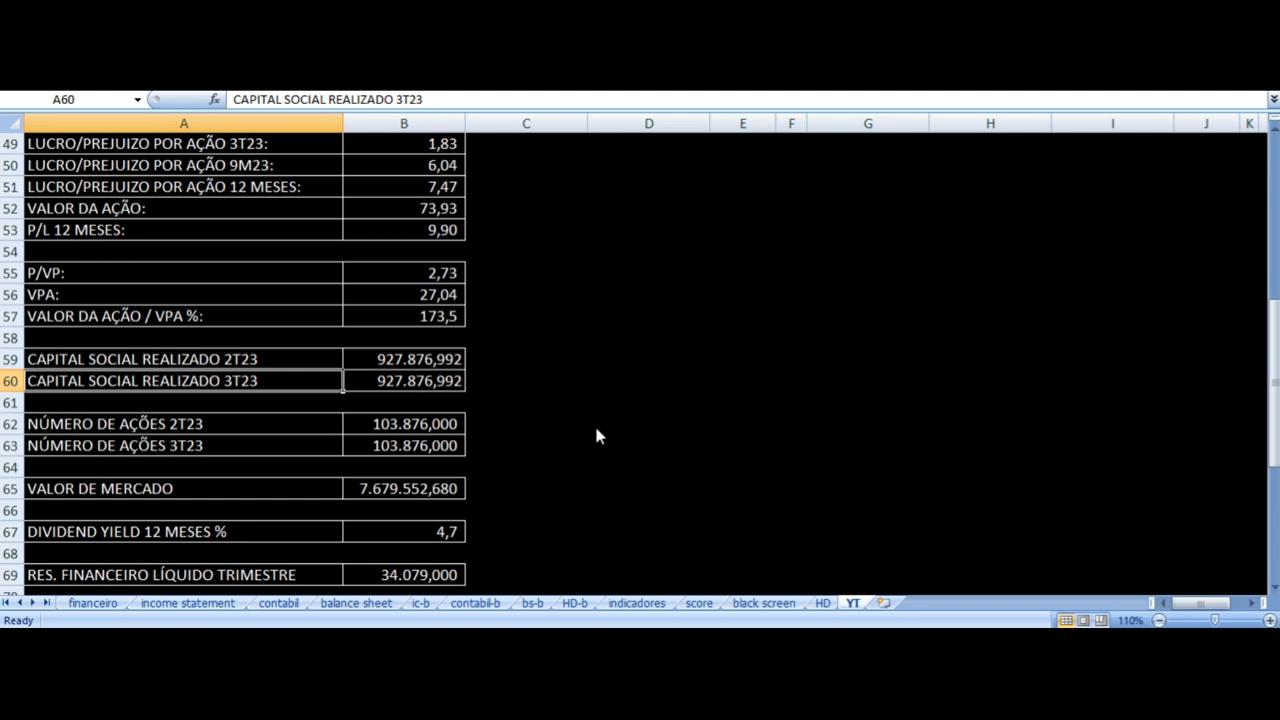 A60 fx CAPITAL SOCIAL REALIZADO 3T23
A B C D E F G H I J K
49 LUCRO/PREJUIZO POR AÇÃO 3T23: 1,83
50 LUCRO/PREJUIZO POR AÇÃO 9M23: 6,04
51 LUCRO/PREJUIZO POR AÇÃO 12 MESES: 7,47
52 VALOR DA AÇÃO: 73,93
53 P/L 12 MESES: 9,90
54
55 P/VP: 2,73
56 VPA: 27,04
57 VALOR DA AÇÃO / VPA %: 173,5
58
59 CAPITAL SOCIAL REALIZADO 2T23 927.876,992
60 CAPITAL SOCIAL REALIZADO 3T23 927.876,992
61
62 NÚMERO DE AÇÕES 2T23 103.876,000
63 NÚMERO DE AÇÕES 3T23 103.876,000
64
65 VALOR DE MERCADO 7.679.552,680
66
67 DIVIDEND YIELD 12 MESES % 4,7
68
69 RES. FINANCEIRO LÍQUIDO TRIMESTRE 34.079,000
financeiro income statement contabil balance sheet ic-b contabil-b bs-b HD-b indicadores score black screen HD YT
Ready 110%